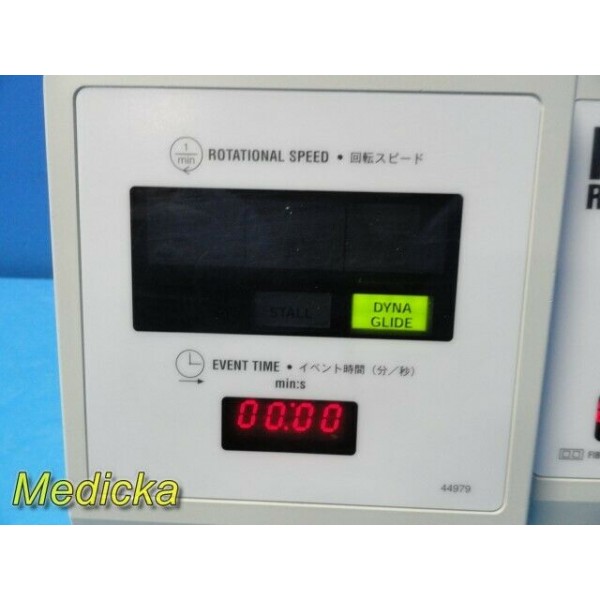 1
min
ROTATIONAL SPEED • 回転スピード
STALL
DYNA
GLIDE
EVENT TIME • イベント時間 (分/秒)
min:s
00:00
44979
Medicka